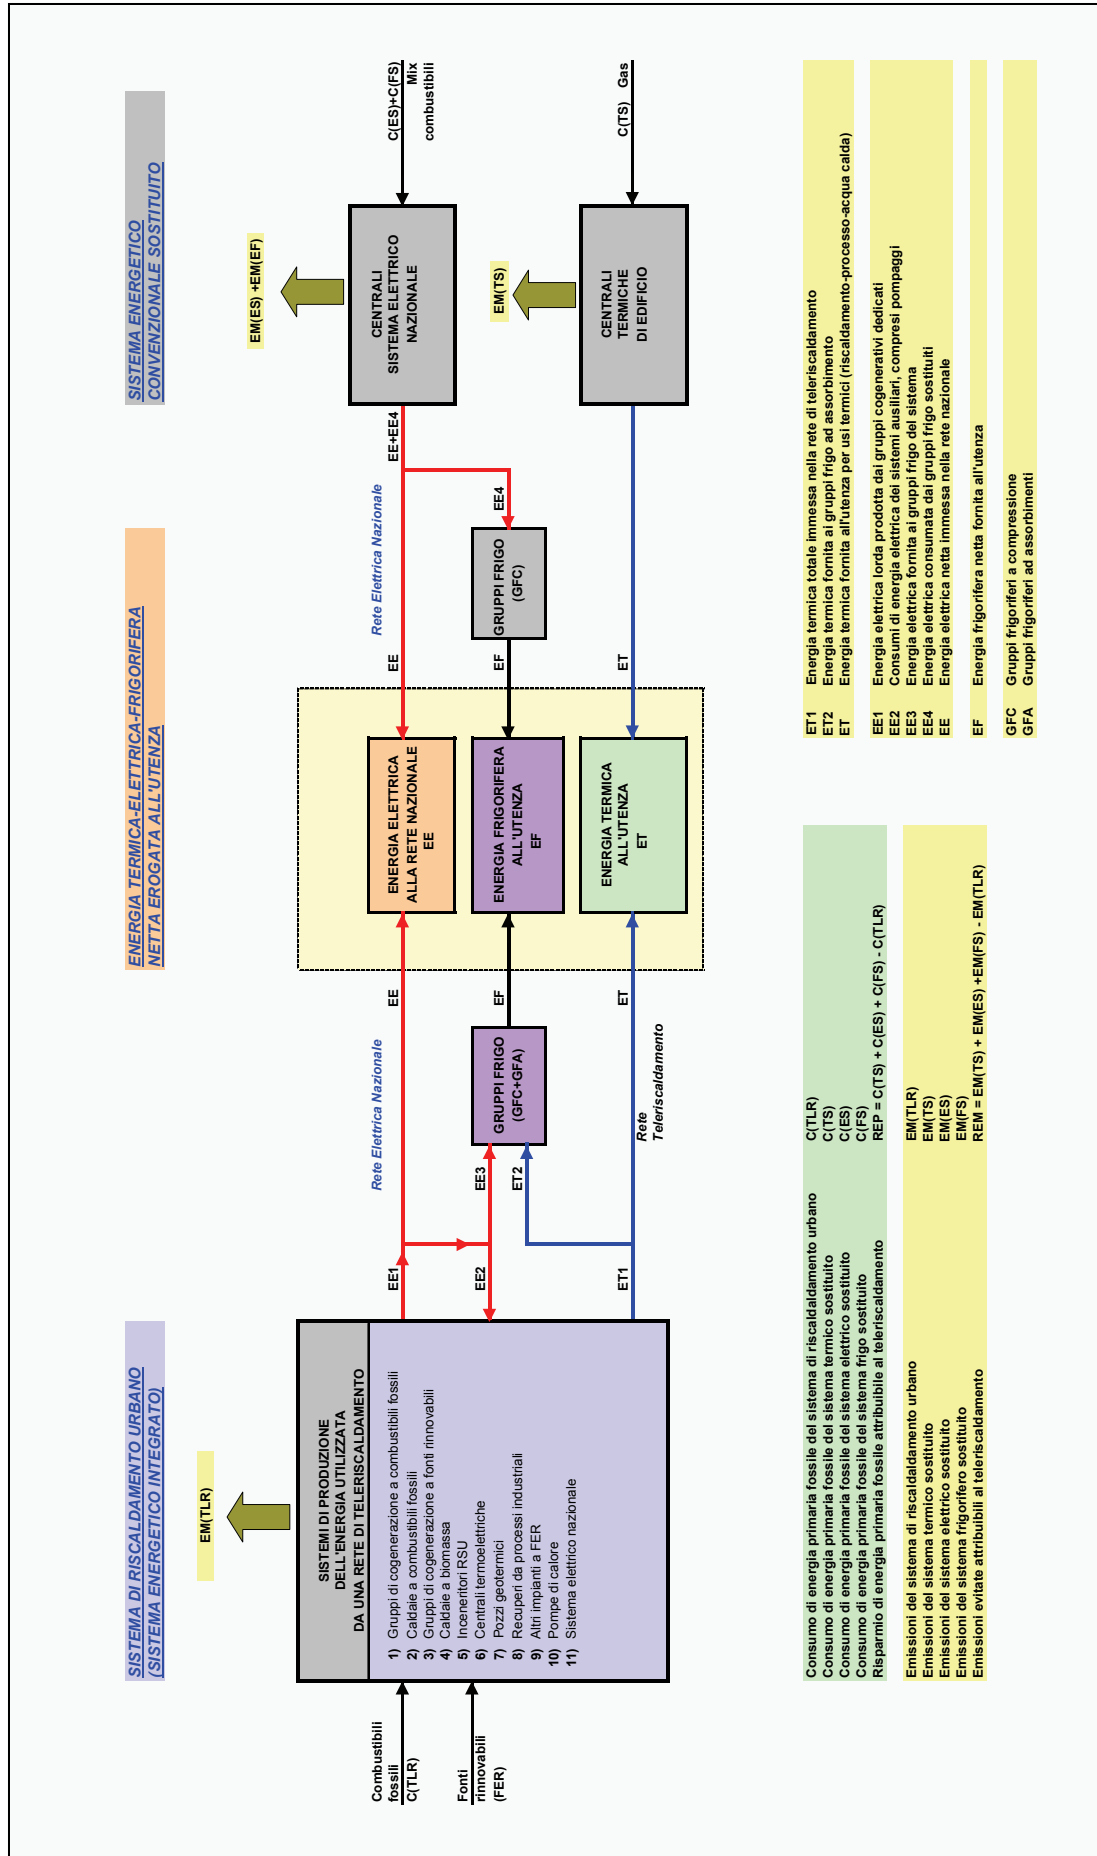 SISTEMA DI RISCALDAMENTO URBANO
(SISTEMA ENERGETICO INTEGRATO)
ENERGIA TERMICA-ELETTRICA-FRIGORIFERA
NETTA EROGATA ALL'UTENZA
SISTEMA ENERGETICO
CONVENZIONALE SOSTITUITO
EM(TLR)
EM(ES) +EM(EF)
Combustibili
fossili
C(TLR)
Fonti
rinnovabili
(FER)
SISTEMI DI PRODUZIONE
DELL'ENERGIA UTILIZZATA
DA UNA RETE DI TELERISCALDAMENTO
1) Gruppi di cogenerazione a combustibili fossili
2) Caldaie a combustibili fossili
3) Gruppi di cogenerazione a fonti rinnovabili
4) Caldaie a biomassa
5) Inceneritori RSU
6) Centrali termoelettriche
7) Pozzi geotermici
8) Recuperi da processi industriali
9) Altri impianti a FER
10) Pompe di calore
11) Sistema elettrico nazionale
EE1
EE2
ET1
Rete Elettrica Nazionale
EE3
ET2
GRUPPI FRIGO
(GFC+GFA)
Rete
Teleriscaldamento
EE
EF
ET
ENERGIA ELETTRICA
ALLA RETE NAZIONALE
EE
ENERGIA FRIGORIFERA
ALL'UTENZA
EF
ENERGIA TERMICA
ALL'UTENZA
ET
EE
EF
ET
Rete Elettrica Nazionale
GRUPPI FRIGO
(GFC)
EE4
EE+EE4
CENTRALI
SISTEMA ELETTRICO
NAZIONALE
EM(TS)
CENTRALI
TERMICHE
DI EDIFICIO
C(ES)+C(FS)
Mix
combustibili
C(TS) Gas
Consumo di energia primaria fossile del sistema di riscaldaldamento urbano C(TLR)
Consumo di energia primaria fossile del sistema termico sostituito C(TS)
Consumo di energia primaria fossile del sistema elettrico sostituito C(ES)
Consumo di energia primaria fossile del sistema frigo sostituito C(FS)
Risparmio di energia primaria fossile attribuibile al teleriscaldamento REP = C(TS) + C(ES) + C(FS) - C(TLR)
Emissioni del sistema di riscaldaldamento urbano EM(TLR)
Emissioni del sistema termico sostituito EM(TS)
Emissioni del sistema elettrico sostituito EM(ES)
Emissioni del sistema frigorifero sostituito EM(FS)
Emissioni evitate attribuibili al teleriscaldamento REM = EM(TS) + EM(ES) +EM(FS) - EM(TLR)
ET1 Energia termica totale immessa nella rete di teleriscaldamento
ET2 Energia termica fornita ai gruppi frigo ad assorbimento
ET Energia termica fornita all'utenza per usi termici (riscaldamento-processo-acqua calda)
EE1 Energia elettrica lorda prodotta dai gruppi cogenerativi dedicati
EE2 Consumi di energia elettrica dei sistemi ausiliari, compresi pompaggi
EE3 Energia elettrica fornita ai gruppi frigo del sistema
EE4 Energia elettrica consumata dai gruppi frigo sostituiti
EE Energia elettrica netta immessa nella rete nazionale
EF Energia frigorifera netta fornita all'utenza
GFC Gruppi frigoriferi a compressione
GFA Gruppi frigoriferi ad assorbimenti